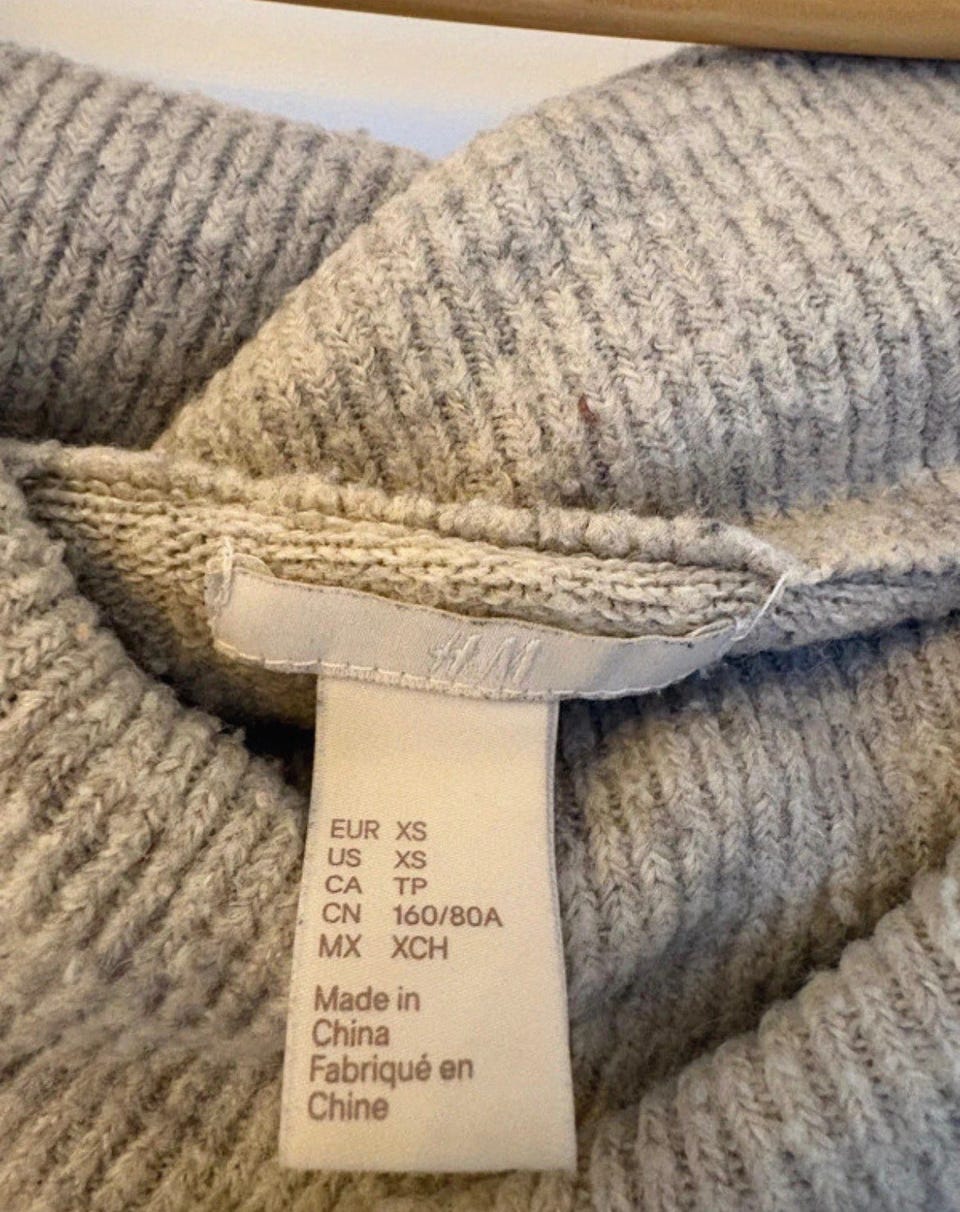 H&M
EUR XS
US XS
CA TP
CN 160/80A
MX XCH
Made in
China
Fabriqué en
Chine